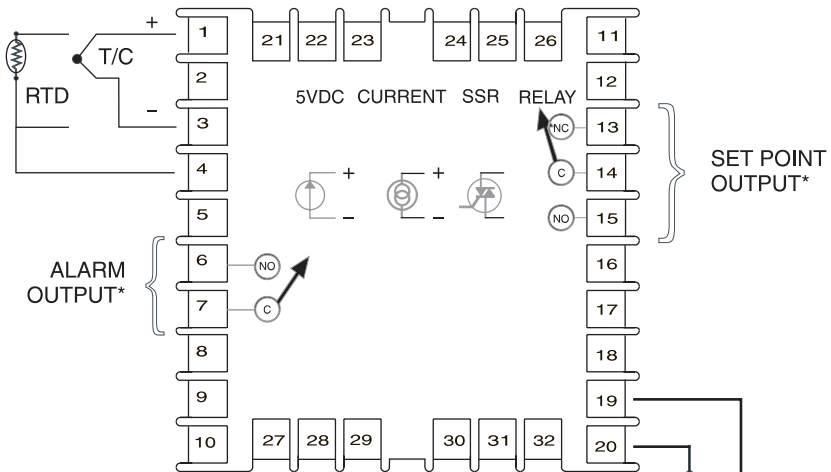 21 22 23 24 25 26
+ 1 11
T/C
RTD
2 12
5VDC CURRENT SSR RELAY
− 3 NC 13
4 C 14
SET POINT
OUTPUT*
+ +
− −
5 NO 15
6 NO 16
ALARM
OUTPUT*
7 C 17
8 18
9 19
10 27 28 29 30 31 32 20